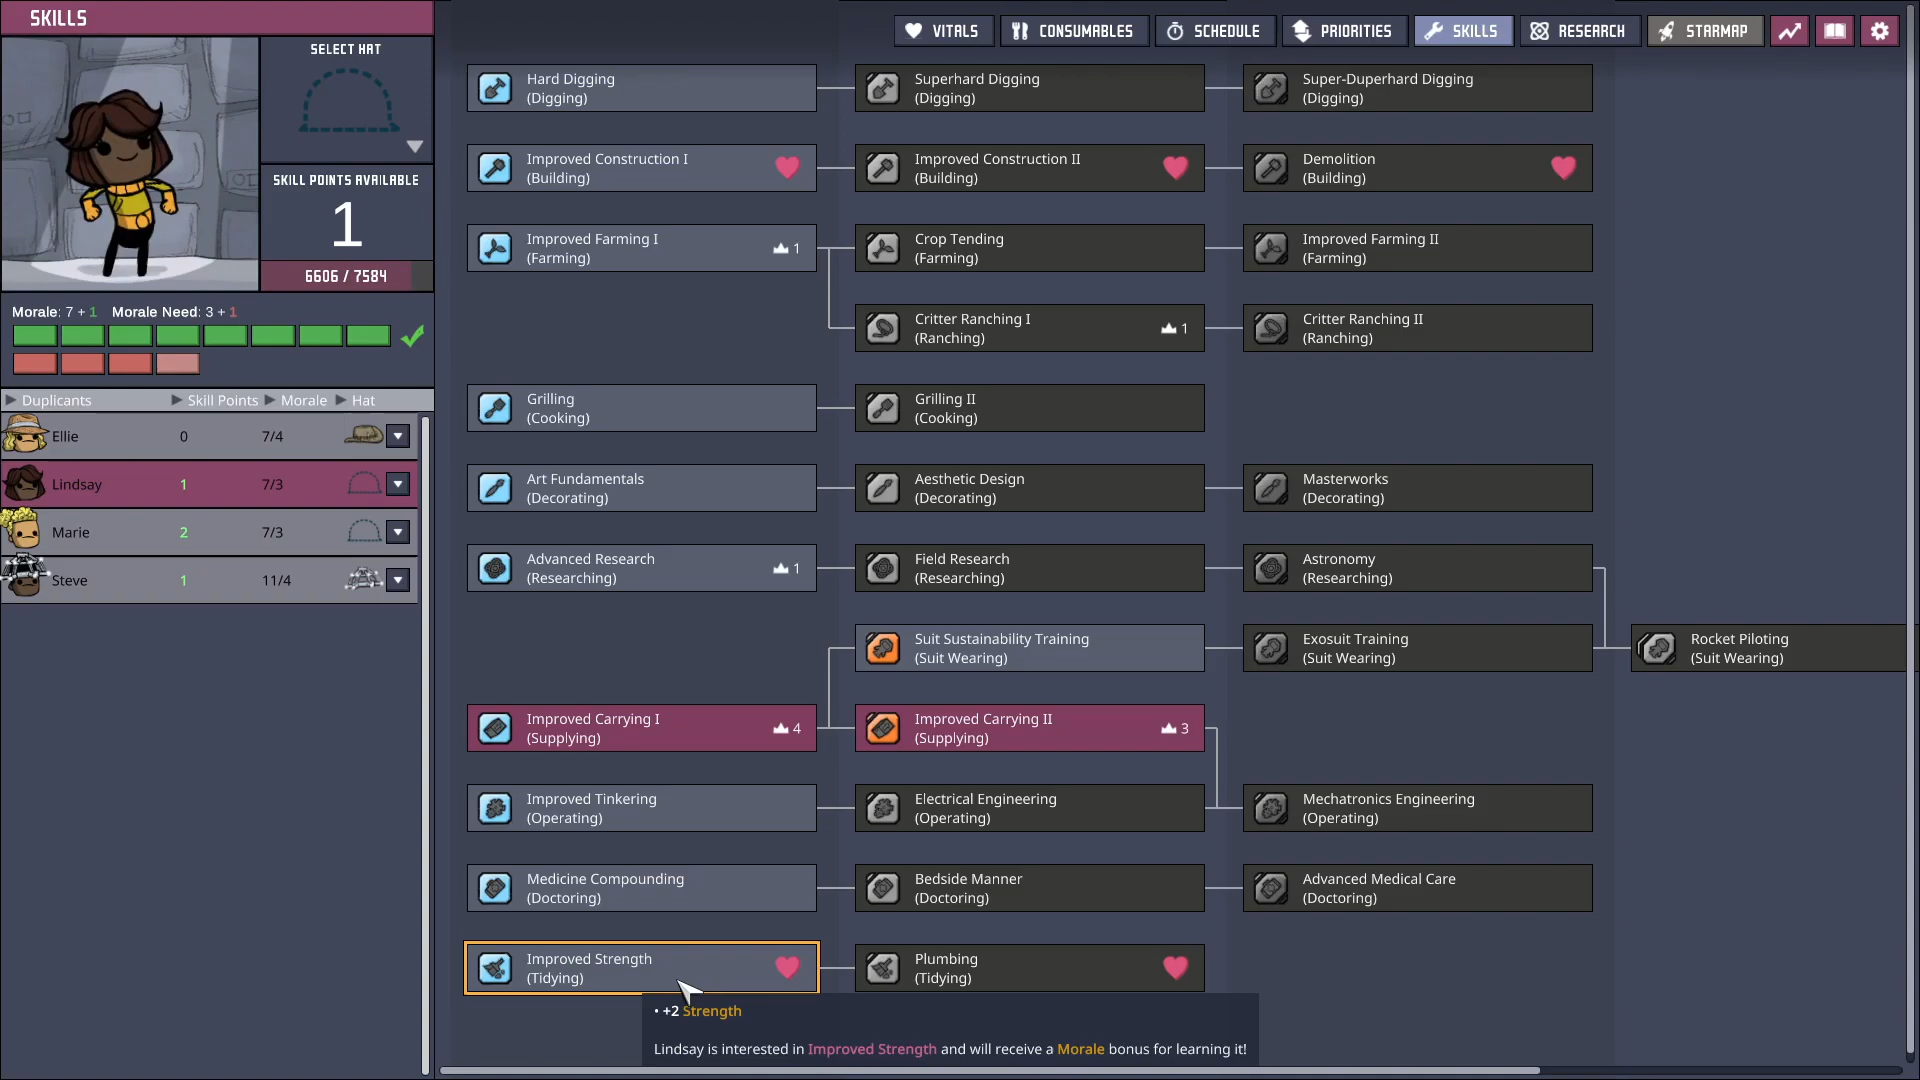 SKILLS
SELECT HAT
SKILL POINTS AVAILABLE
1
6606 / 7584
Morale: 7 + 1 Morale Need: 3 + 1
Duplicants Skill Points Morale Hat
Ellie 0 7/4
Lindsay 1 7/3
Marie 2 7/3
Steve 1 11/4
VITALS CONSUMABLES SCHEDULE PRIORITIES SKILLS RESEARCH STARMAP
Hard Digging
(Digging)
Superhard Digging
(Digging)
Super-Duperhard Digging
(Digging)
Improved Construction I
(Building)
Improved Construction II
(Building)
Demolition
(Building)
Improved Farming I
(Farming)
1
Crop Tending
(Farming)
Improved Farming II
(Farming)
Critter Ranching I
(Ranching)
1
Critter Ranching II
(Ranching)
Grilling
(Cooking)
Grilling II
(Cooking)
Art Fundamentals
(Decorating)
Aesthetic Design
(Decorating)
Masterworks
(Decorating)
Advanced Research
(Researching)
1
Field Research
(Researching)
Astronomy
(Researching)
Suit Sustainability Training
(Suit Wearing)
Exosuit Training
(Suit Wearing)
Rocket Piloting
(Suit Wearing)
Improved Carrying I
(Supplying)
4
Improved Carrying II
(Supplying)
3
Improved Tinkering
(Operating)
Electrical Engineering
(Operating)
Mechatronics Engineering
(Operating)
Medicine Compounding
(Doctoring)
Bedside Manner
(Doctoring)
Advanced Medical Care
(Doctoring)
Improved Strength
(Tidying)
Plumbing
(Tidying)
• +2 Strength
Lindsay is interested in Improved Strength and will receive a Morale bonus for learning it!